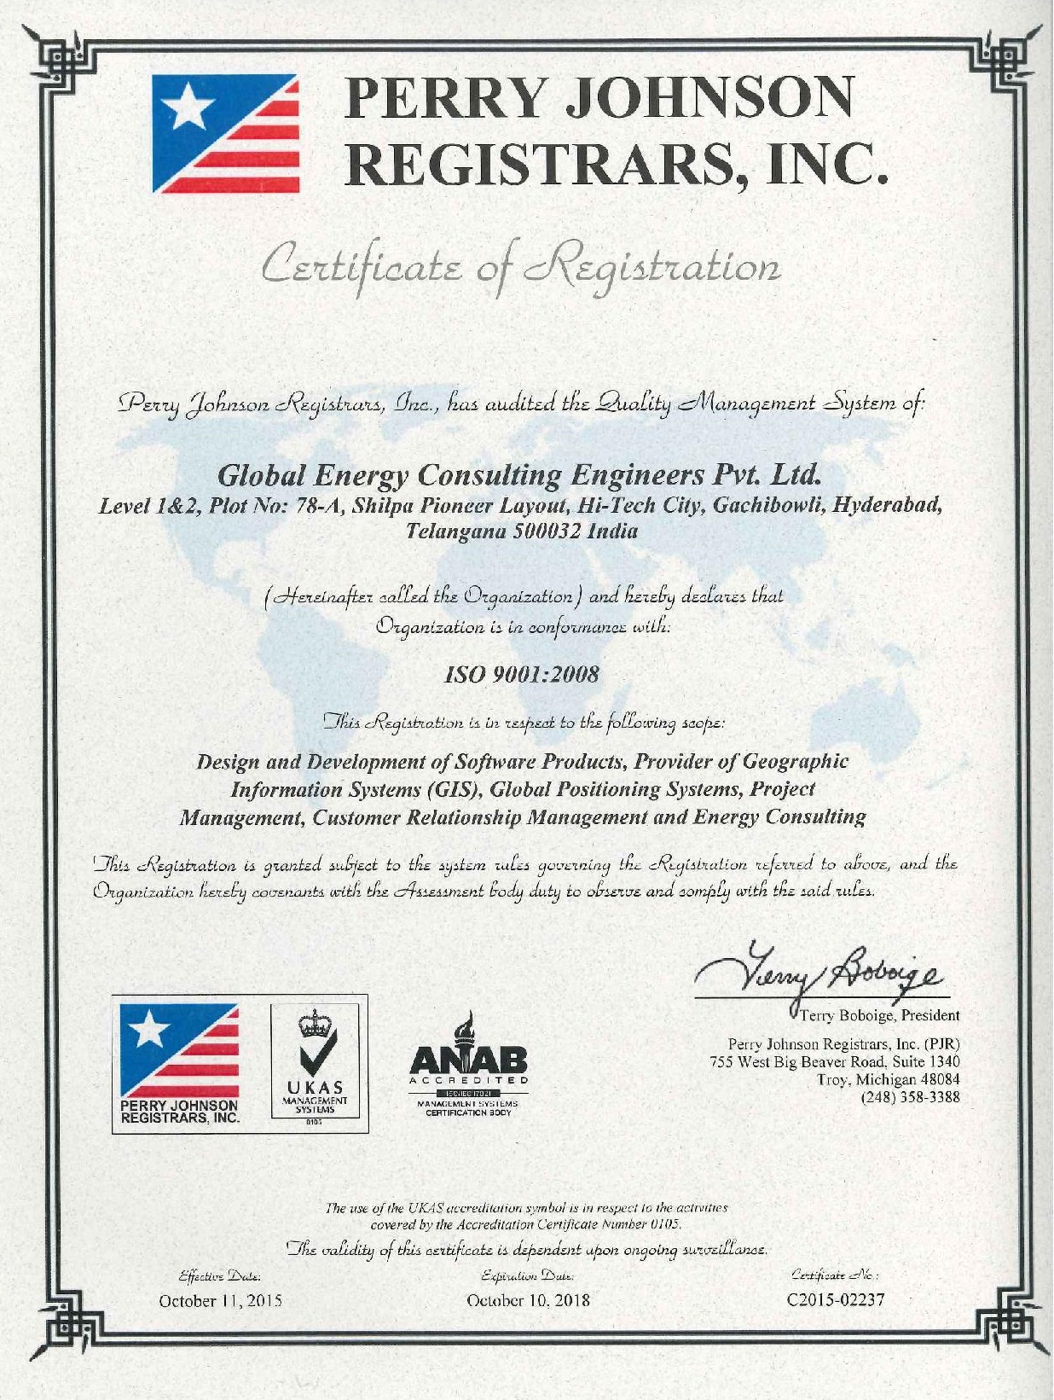 PERRY JOHNSON
REGISTRARS, INC.
Certificate of Registration
Perry Johnson Registrars, Inc., has audited the Quality Management System of:
Global Energy Consulting Engineers Pvt. Ltd.
Level 1&2, Plot No: 78-A, Shilpa Pioneer Layout, Hi-Tech City, Gachibowli, Hyderabad,
Telangana 500032 India
(Hereinafter called the Organization) and hereby declares that
Organization is in conformance with:
ISO 9001:2008
This Registration is in respect to the following scope:
Design and Development of Software Products, Provider of Geographic
Information Systems (GIS), Global Positioning Systems, Project
Management, Customer Relationship Management and Energy Consulting
This Registration is granted subject to the system rules governing the Registration referred to above, and the
Organization hereby covenants with the Assessment body duty to observe and comply with the said rules.
Terry Boboige
Terry Boboige, President
Perry Johnson Registrars, Inc. (PJR)
755 West Big Beaver Road, Suite 1340
Troy, Michigan 48084
(248) 358-3388
PERRY JOHNSON
REGISTRARS, INC.
UKAS
MANAGEMENT
SYSTEMS
0105
ANAB
ACCREDITED
MANAGEMENT SYSTEMS
CERTIFICATION BODY
The use of the UKAS accreditation symbol is in respect to the activities
covered by the Accreditation Certificate Number 0105.
The validity of this certificate is dependent upon ongoing surveillance.
Effective Date:
October 11, 2015
Expiration Date:
October 10, 2018
Certificate No.:
C2015-02237